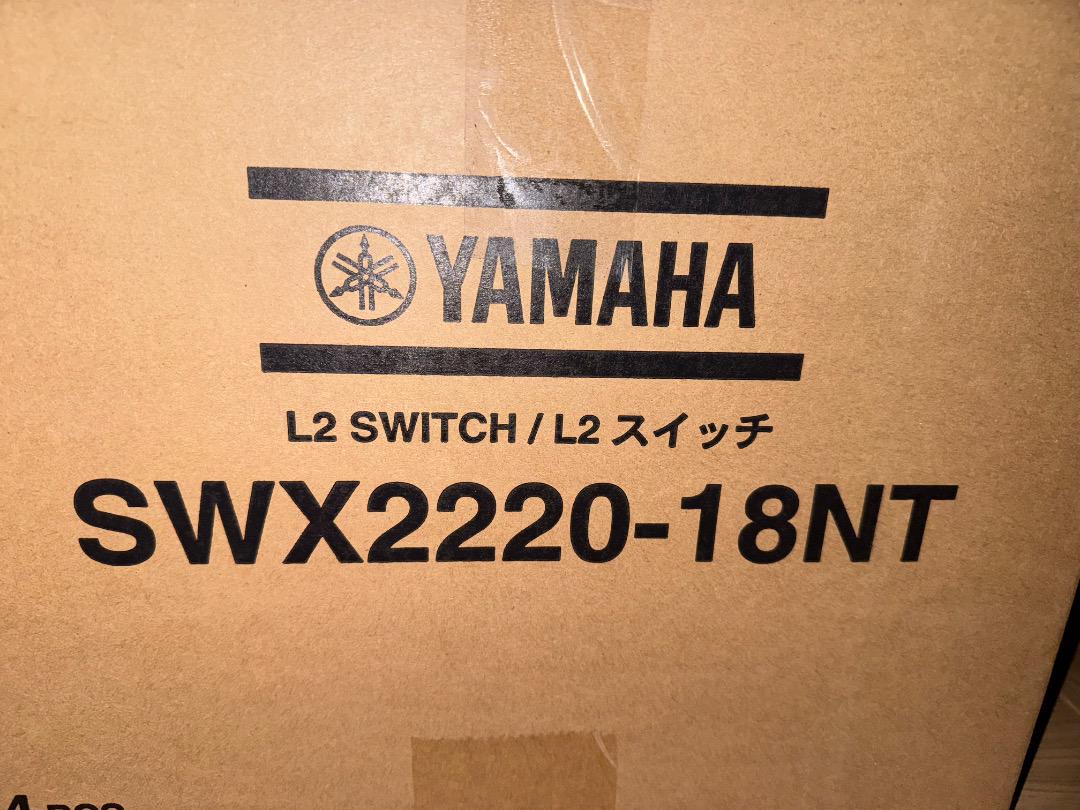 YAMAHA
L2 SWITCH / L2 スイッチ
SWX2220-18NT